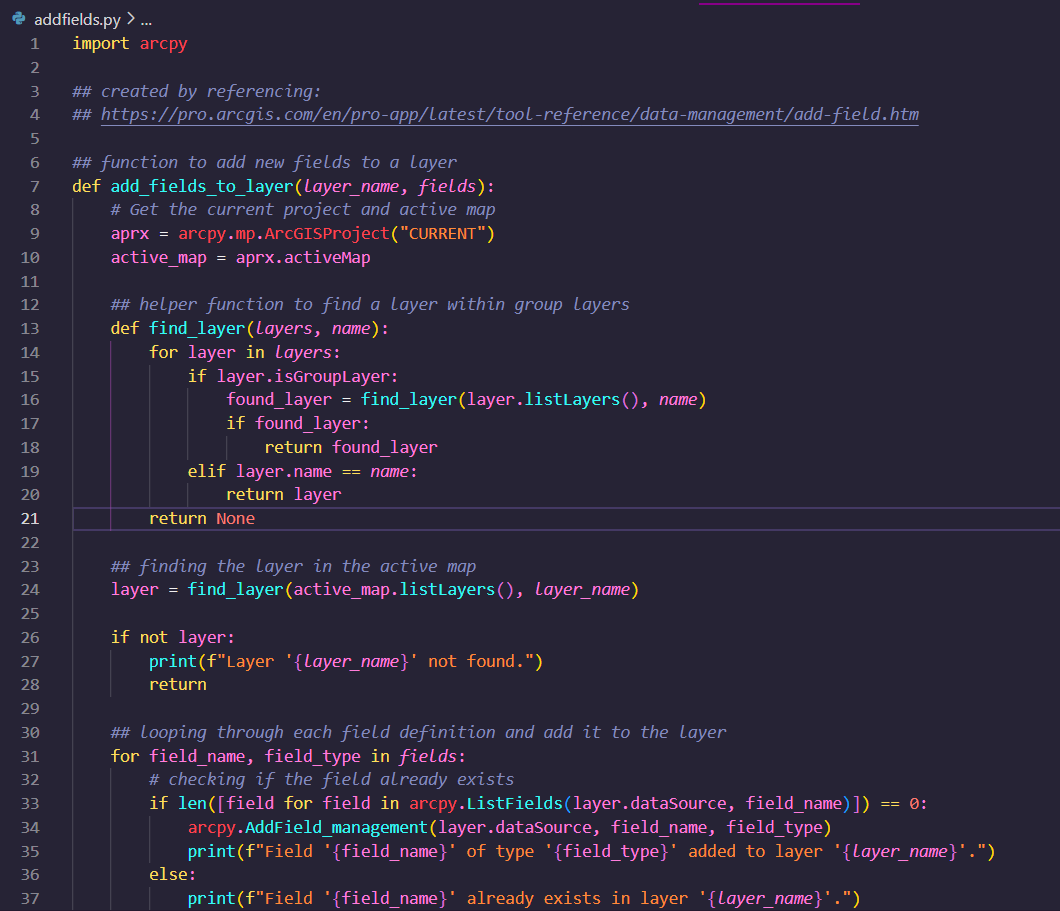 addfields.py > ...
1 import arcpy
2
3 ## created by referencing:
4 ## https://pro.arcgis.com/en/pro-app/latest/tool-reference/data-management/add-field.htm
5
6 ## function to add new fields to a layer
7 def add_fields_to_layer(layer_name, fields):
8     # Get the current project and active map
9     aprx = arcpy.mp.ArcGISProject("CURRENT")
10     active_map = aprx.activeMap
11
12     ## helper function to find a layer within group layers
13     def find_layer(layers, name):
14         for layer in layers:
15             if layer.isGroupLayer:
16                 found_layer = find_layer(layer.listLayers(), name)
17                 if found_layer:
18                     return found_layer
19             elif layer.name == name:
20                 return layer
21         return None
22
23     ## finding the layer in the active map
24     layer = find_layer(active_map.listLayers(), layer_name)
25
26     if not layer:
27         print(f"Layer '{layer_name}' not found.")
28         return
29
30     ## looping through each field definition and add it to the layer
31     for field_name, field_type in fields:
32         # checking if the field already exists
33         if len([field for field in arcpy.ListFields(layer.dataSource, field_name)]) == 0:
34             arcpy.AddField_management(layer.dataSource, field_name, field_type)
35             print(f"Field '{field_name}' of type '{field_type}' added to layer '{layer_name}'.")
36         else:
37             print(f"Field '{field_name}' already exists in layer '{layer_name}'.")